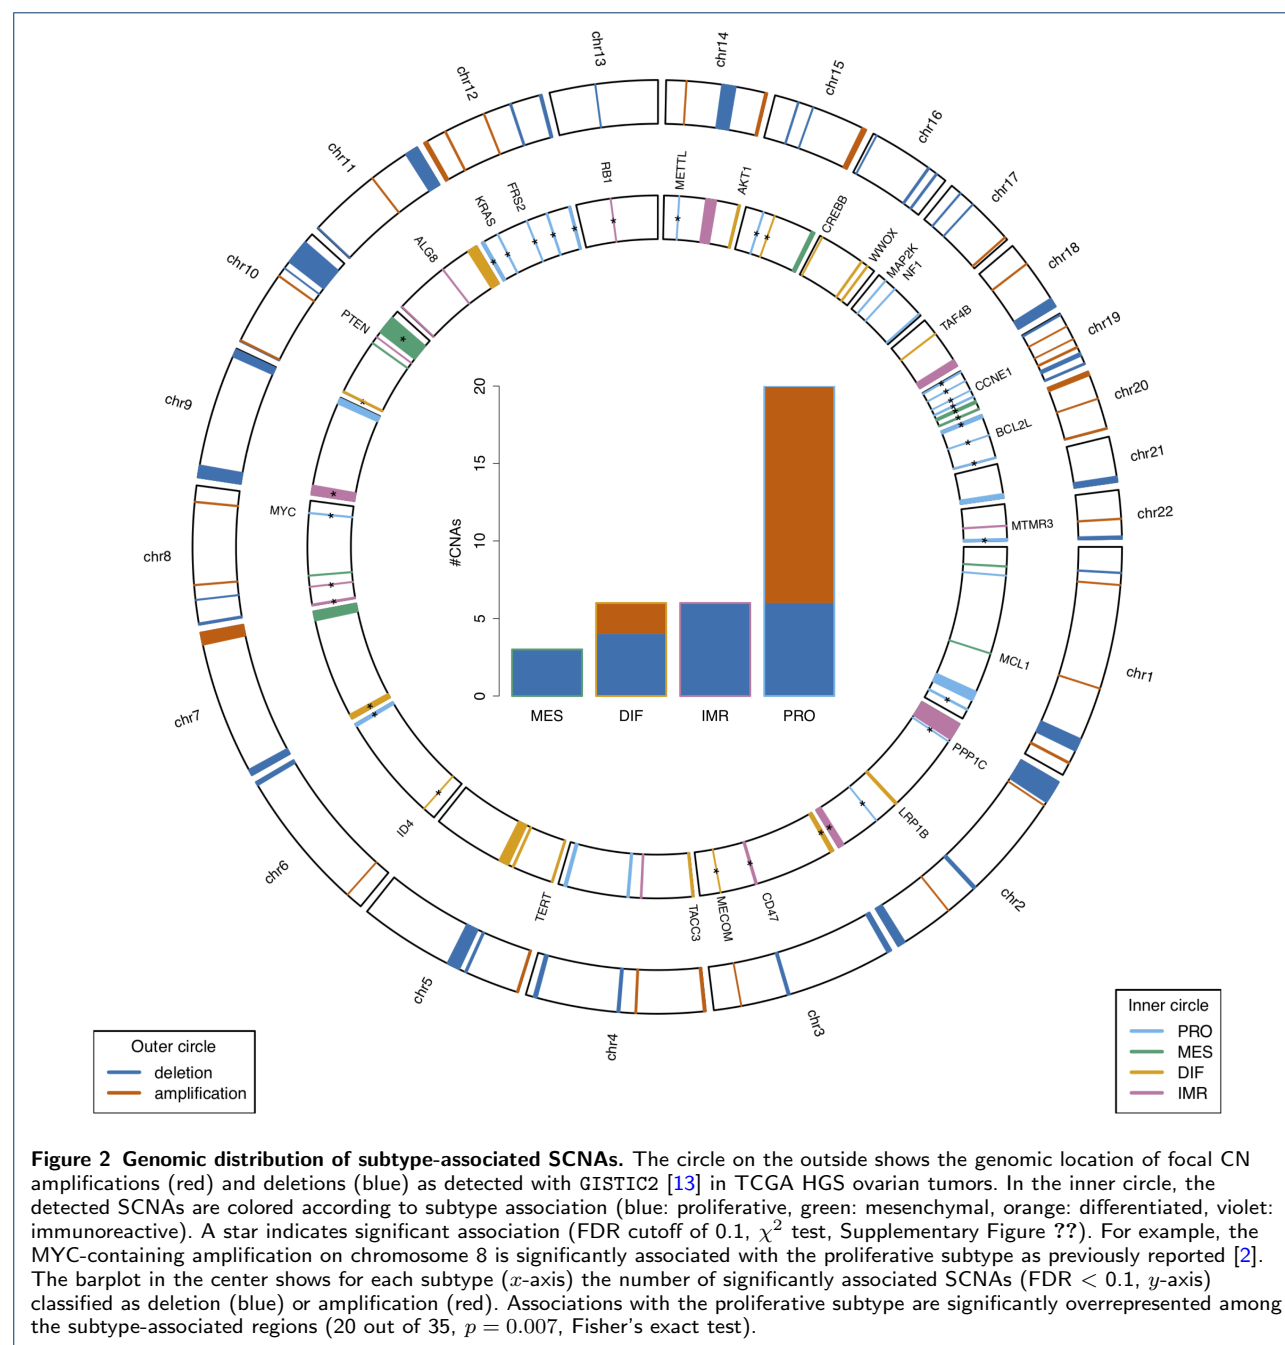 chr13
chr14
chr12
chr15
chr11
chr16
chr10
chr17
chr9
chr18
chr8
chr19
chr7
chr20
chr6
chr21
chr5
chr22
chr4
chr1
chr3
chr2
RB1
METTL
FRS2
AKT1
KRAS
CREBB
ALG8
WWOX
MAP2K
NF1
PTEN
TAF4B
CCNE1
BCL2L
MYC
MTMR3
MCL1
PPP1C
LRP1B
ID4
TERT
TACC3
MECOM
CD47
#CNAs
20
15
10
5
0
MES DIF IMR PRO
Outer circle
deletion
amplification
Inner circle
PRO
MES
DIF
IMR
Figure 2 Genomic distribution of subtype-associated SCNAs. The circle on the outside shows the genomic location of focal CN
amplifications (red) and deletions (blue) as detected with GISTIC2 [13] in TCGA HGS ovarian tumors. In the inner circle, the
detected SCNAs are colored according to subtype association (blue: proliferative, green: mesenchymal, orange: differentiated, violet:
immunoreactive). A star indicates significant association (FDR cutoff of 0.1, χ² test, Supplementary Figure ??). For example, the
MYC-containing amplification on chromosome 8 is significantly associated with the proliferative subtype as previously reported [2].
The barplot in the center shows for each subtype (x-axis) the number of significantly associated SCNAs (FDR < 0.1, y-axis)
classified as deletion (blue) or amplification (red). Associations with the proliferative subtype are significantly overrepresented among
the subtype-associated regions (20 out of 35, p = 0.007, Fisher's exact test).